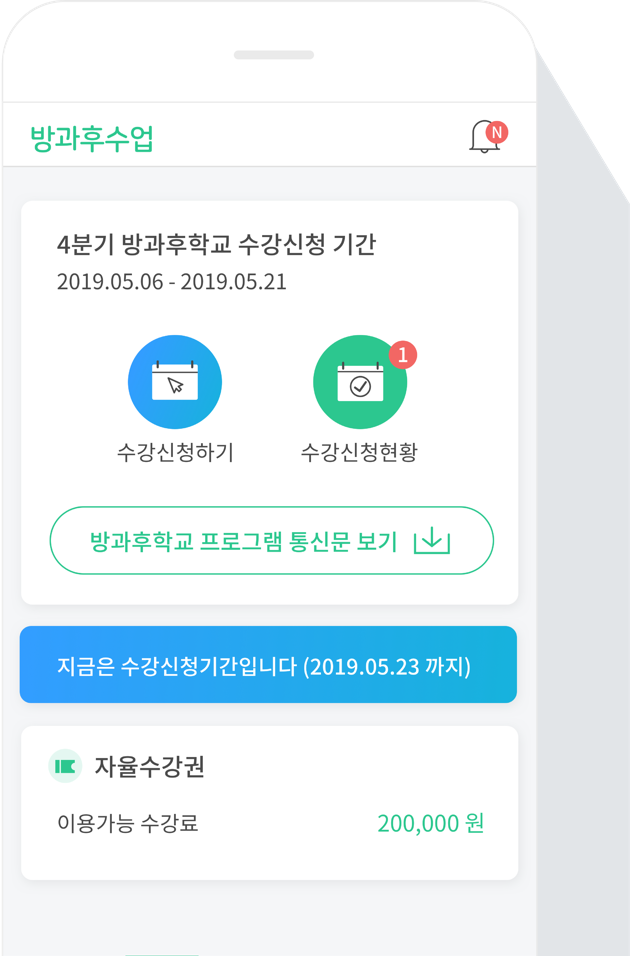 방과후수업
N
4분기 방과후학교 수강신청 기간
2019.05.06 - 2019.05.21
1
수강신청하기
수강신청현황
방과후학교 프로그램 통신문 보기
지금은 수강신청기간입니다 (2019.05.23 까지)
자율수강권
이용가능 수강료
200,000 원